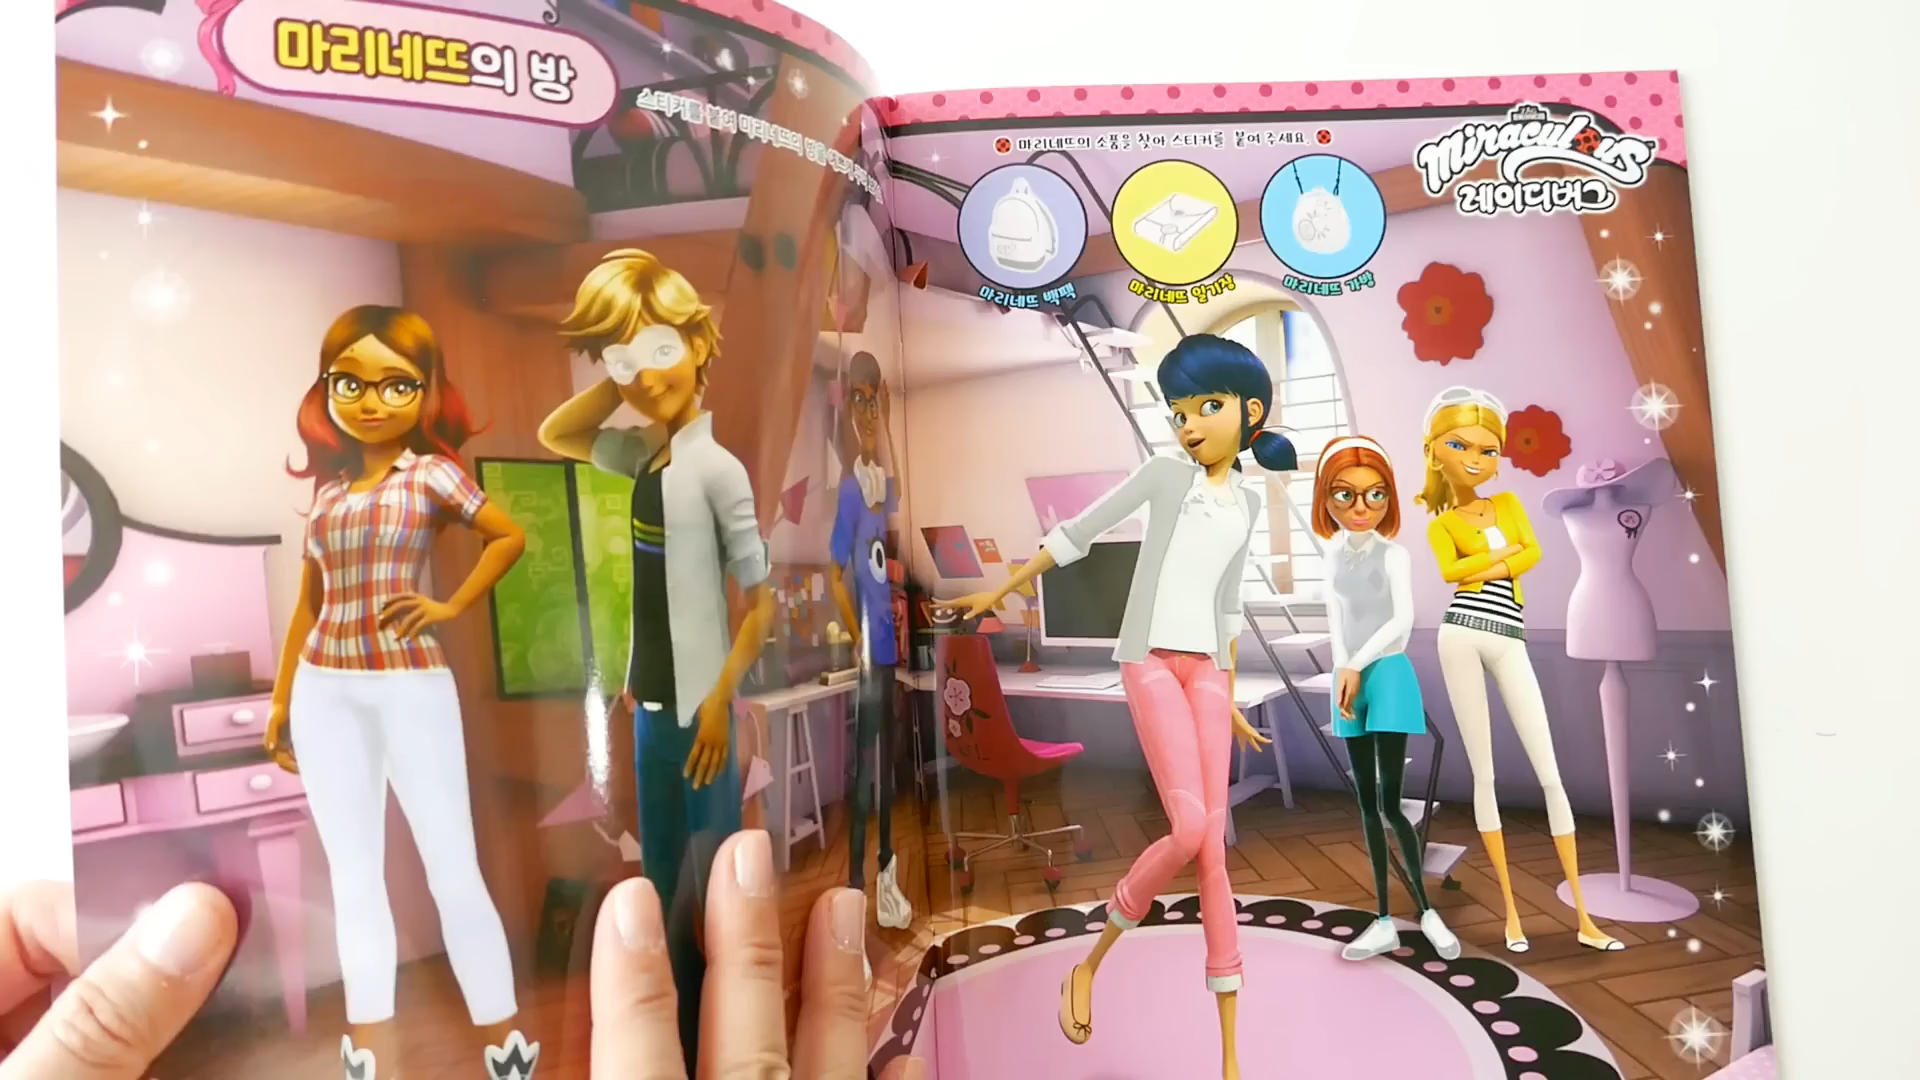 마리네뜨의 방
스티커를 붙여 마리네뜨의 방을
마리네뜨의 소품을 찾아 스티커를 붙여 주세요.
Miraculous
레이디버그
마리네뜨 백팩
마리네뜨 일기장
마리네뜨 가방